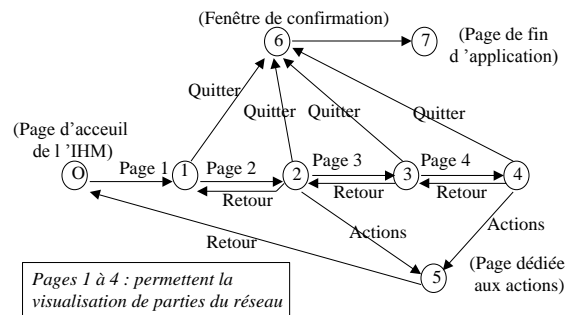 (Fenêtre de confirmation)
6
7
(Page de fin
d ’application)
Quitter
Quitter
Quitter
Quitter
(Page d’acceuil
de l ’IHM)
O
Page 1
1
Page 2
Retour
2
Page 3
Retour
3
Page 4
Retour
4
Retour
Actions
Actions
5
(Page dédiée
aux actions)
Pages 1 à 4 : permettent la
visualisation de parties du réseau